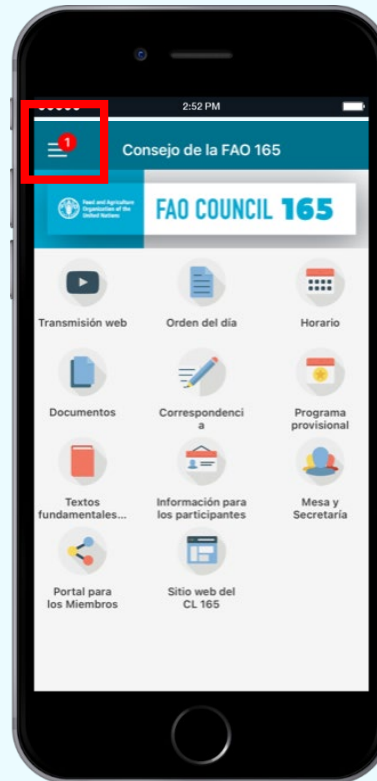 2:52 PM
1
Consejo de la FAO 165
Food and Agriculture
Organization of the
United Nations
FAO COUNCIL 165
Transmisión web
Orden del día
Horario
Documentos
Correspondenci
a
Programa
provisional
Textos
fundamentales...
Información para
los participantes
Mesa y
Secretaría
Portal para
los Miembros
Sitio web del
CL 165